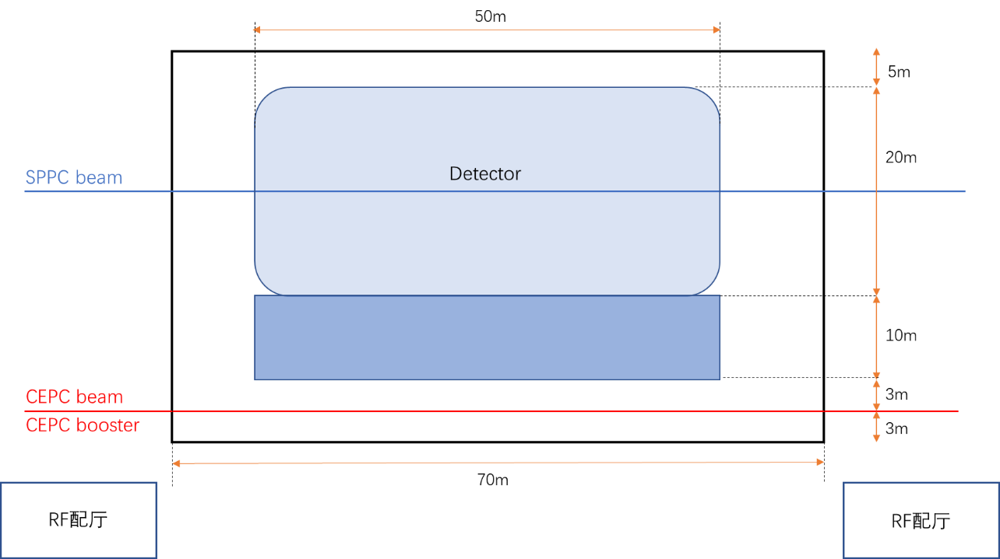 50m
5m
20m
SPPC beam
Detector
10m
CEPC beam
3m
CEPC booster
3m
70m
RF配厅
RF配厅